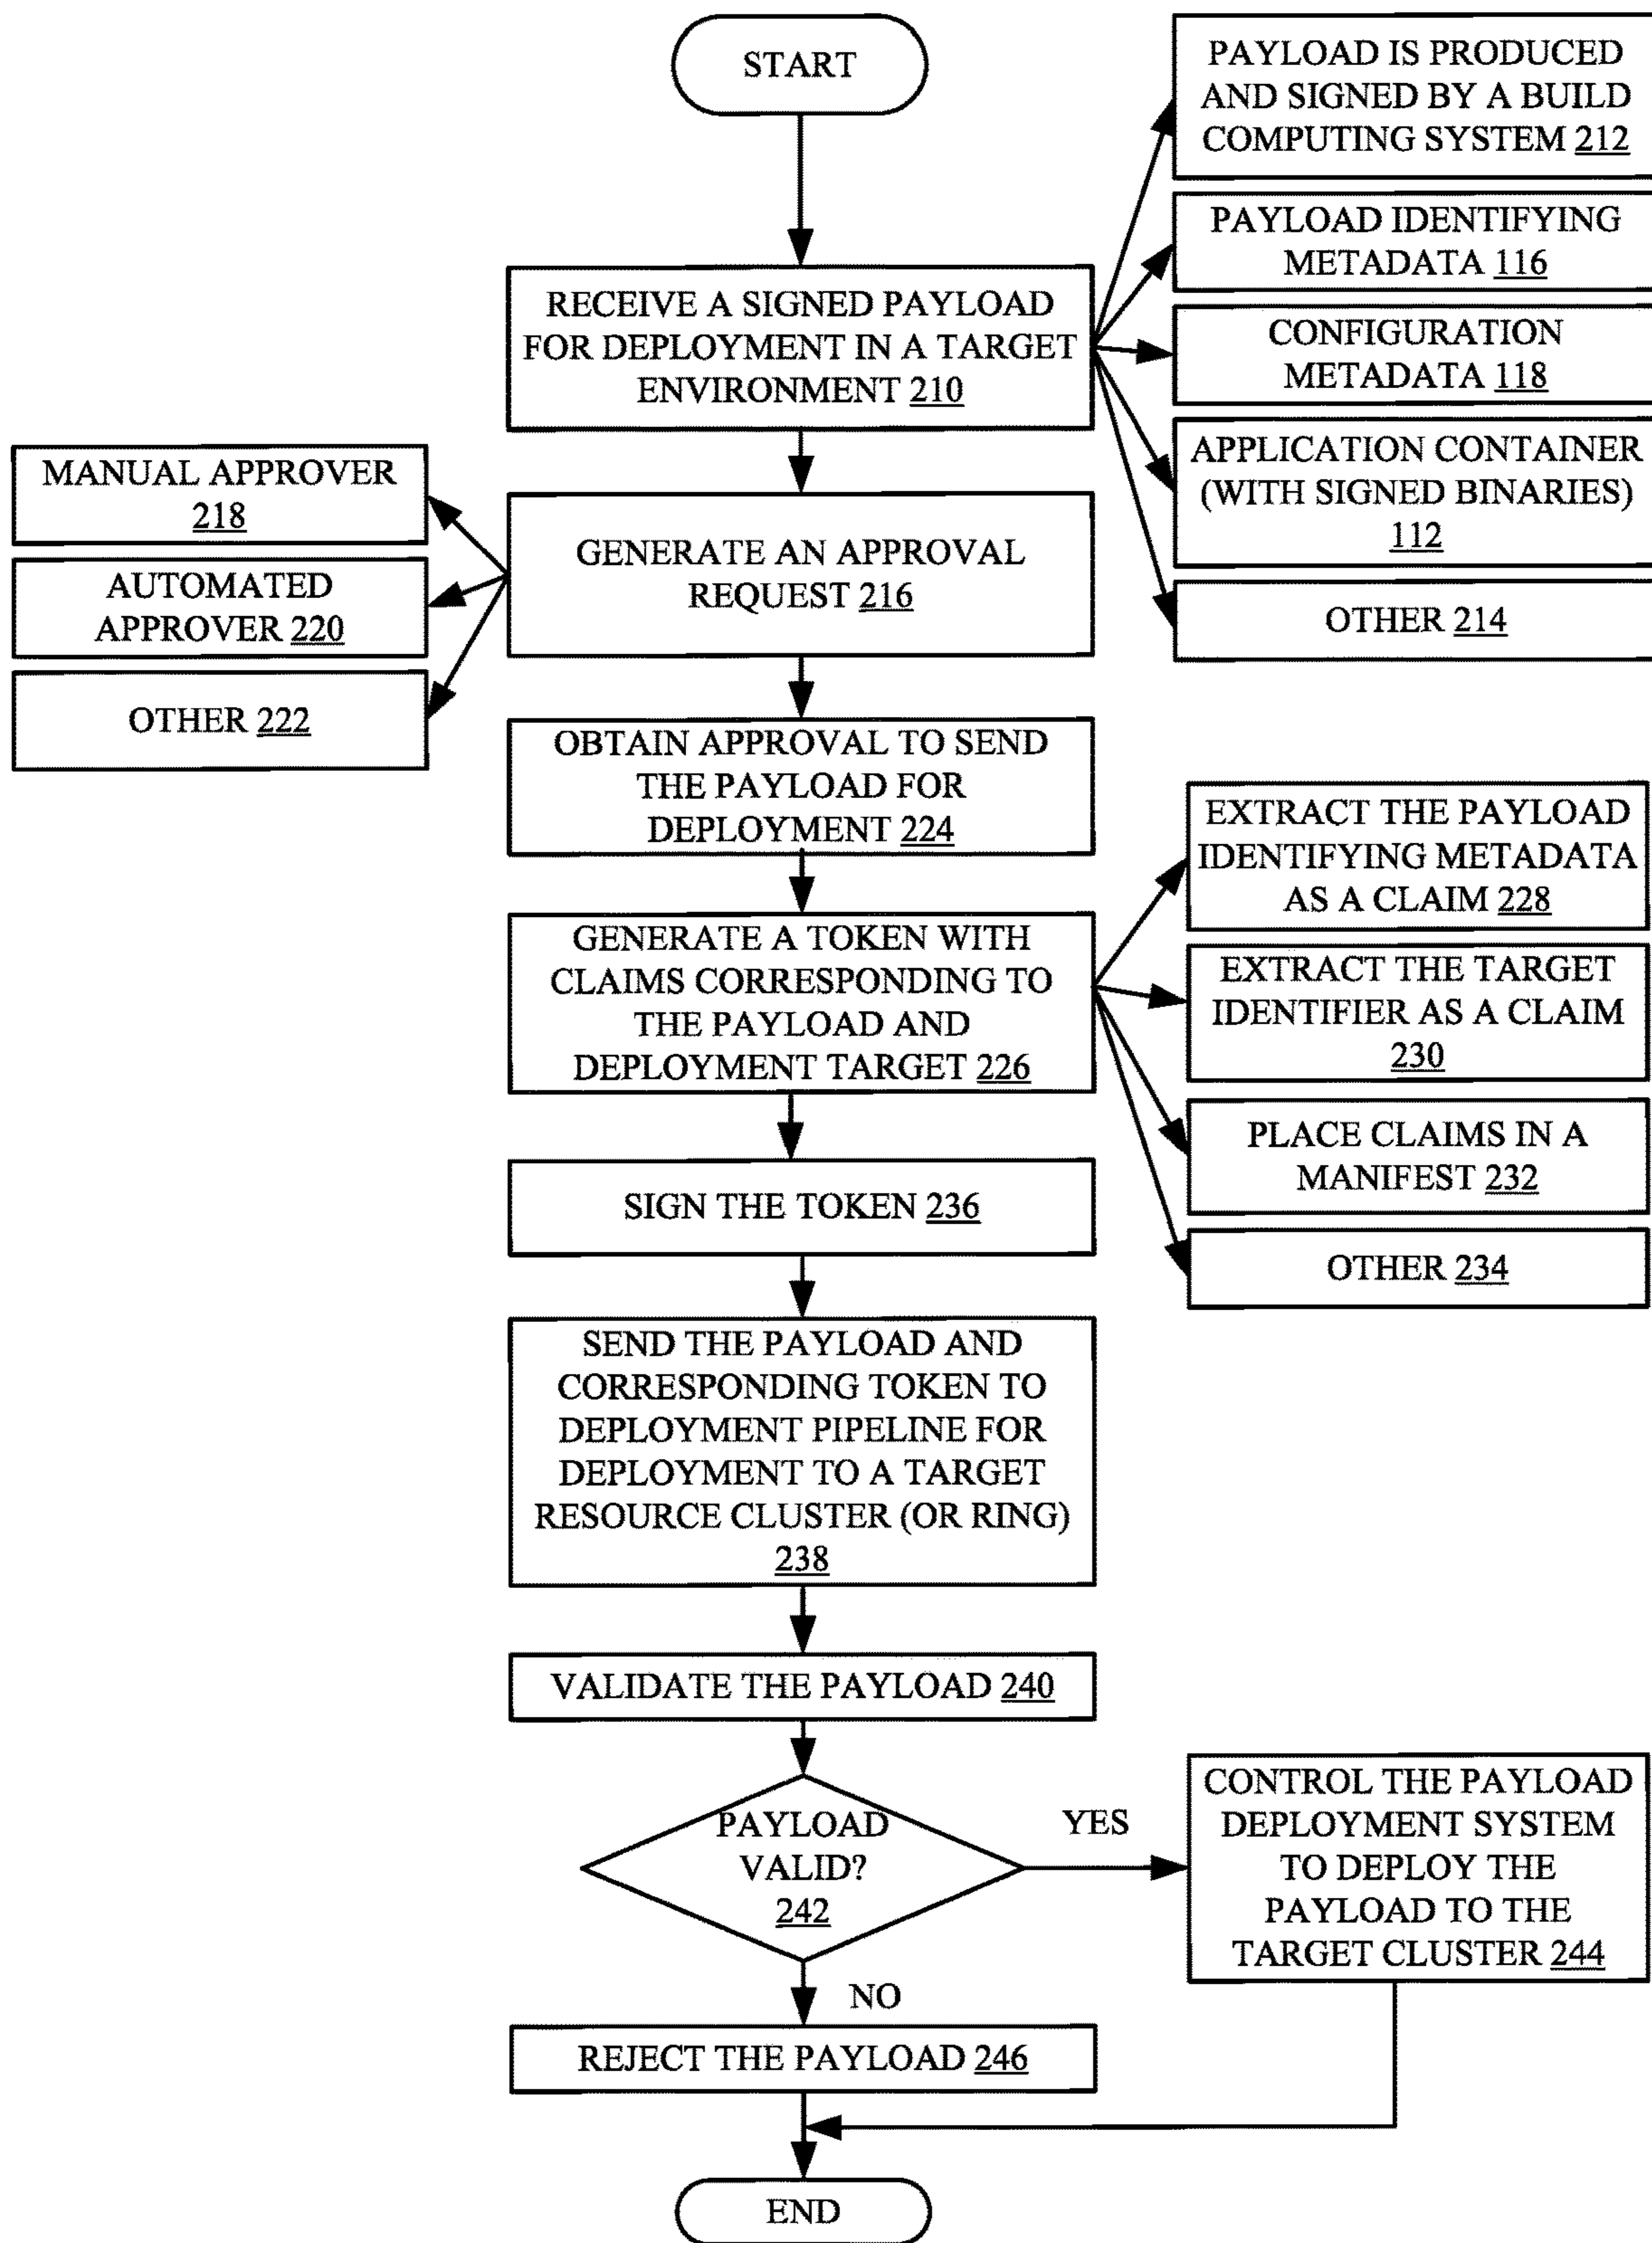 START
PAYLOAD IS PRODUCED
AND SIGNED BY A BUILD
COMPUTING SYSTEM 212
PAYLOAD IDENTIFYING
METADATA 116
RECEIVE A SIGNED PAYLOAD
FOR DEPLOYMENT IN A TARGET
ENVIRONMENT 210
CONFIGURATION
METADATA 118
APPLICATION CONTAINER
(WITH SIGNED BINARIES)
112
OTHER 214
MANUAL APPROVER
218
AUTOMATED
APPROVER 220
OTHER 222
GENERATE AN APPROVAL
REQUEST 216
OBTAIN APPROVAL TO SEND
THE PAYLOAD FOR
DEPLOYMENT 224
GENERATE A TOKEN WITH
CLAIMS CORRESPONDING TO
THE PAYLOAD AND
DEPLOYMENT TARGET 226
EXTRACT THE PAYLOAD
IDENTIFYING METADATA
AS A CLAIM 228
EXTRACT THE TARGET
IDENTIFIER AS A CLAIM
230
PLACE CLAIMS IN A
MANIFEST 232
OTHER 234
SIGN THE TOKEN 236
SEND THE PAYLOAD AND
CORRESPONDING TOKEN TO
DEPLOYMENT PIPELINE FOR
DEPLOYMENT TO A TARGET
RESOURCE CLUSTER (OR RING)
238
VALIDATE THE PAYLOAD 240
PAYLOAD
VALID?
242
YES
CONTROL THE PAYLOAD
DEPLOYMENT SYSTEM
TO DEPLOY THE
PAYLOAD TO THE
TARGET CLUSTER 244
NO
REJECT THE PAYLOAD 246
END